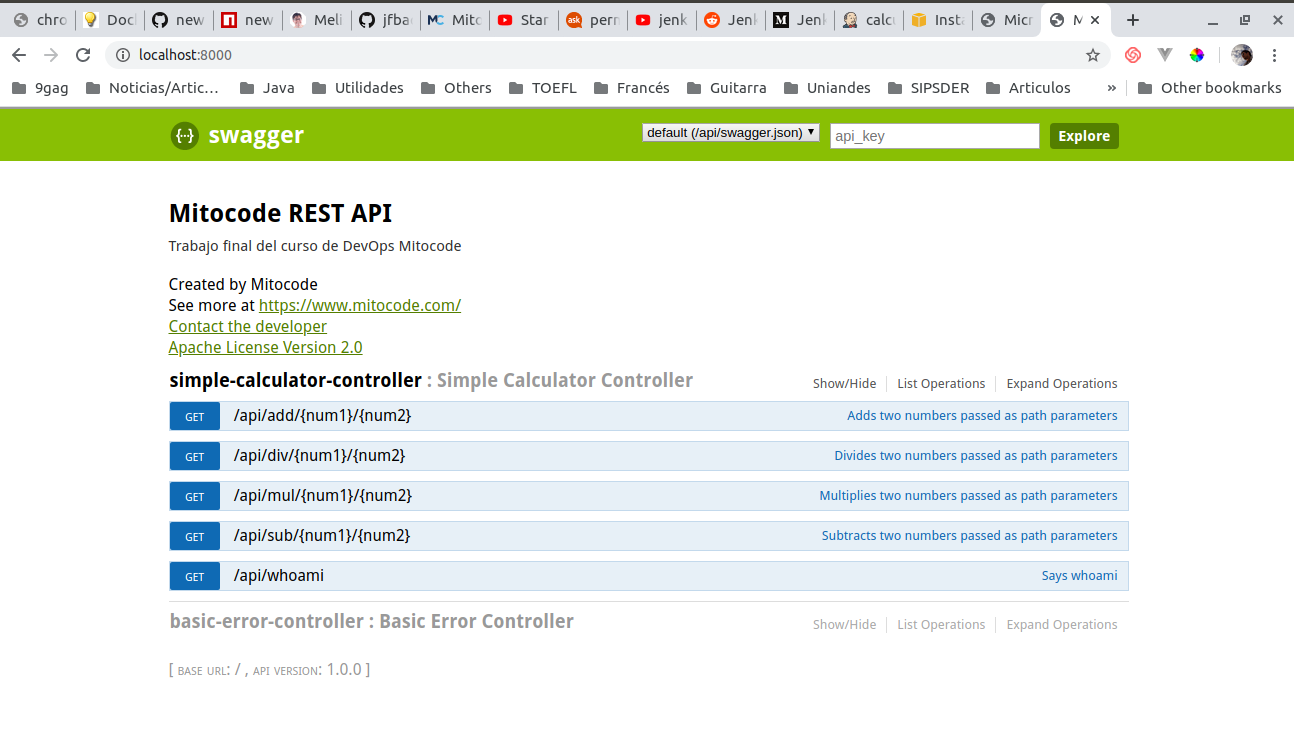 chro Docl new new Meli jfba Mito Star perm jenk Jenk Jenk calcu Insta Micr M
localhost:8000
9gag Noticias/Artic... Java Utilidades Others TOEFL Francés Guitarra Uniandes SIPSDER Articulos » Other bookmarks
{···} swagger default (/api/swagger.json) api_key Explore
Mitocode REST API
Trabajo final del curso de DevOps Mitocode
Created by Mitocode
See more at https://www.mitocode.com/
Contact the developer
Apache License Version 2.0
simple-calculator-controller : Simple Calculator Controller Show/Hide List Operations Expand Operations
GET /api/add/{num1}/{num2} Adds two numbers passed as path parameters
GET /api/div/{num1}/{num2} Divides two numbers passed as path parameters
GET /api/mul/{num1}/{num2} Multiplies two numbers passed as path parameters
GET /api/sub/{num1}/{num2} Subtracts two numbers passed as path parameters
GET /api/whoami Says whoami
basic-error-controller : Basic Error Controller Show/Hide List Operations Expand Operations
[ BASE URL: / , API VERSION: 1.0.0 ]